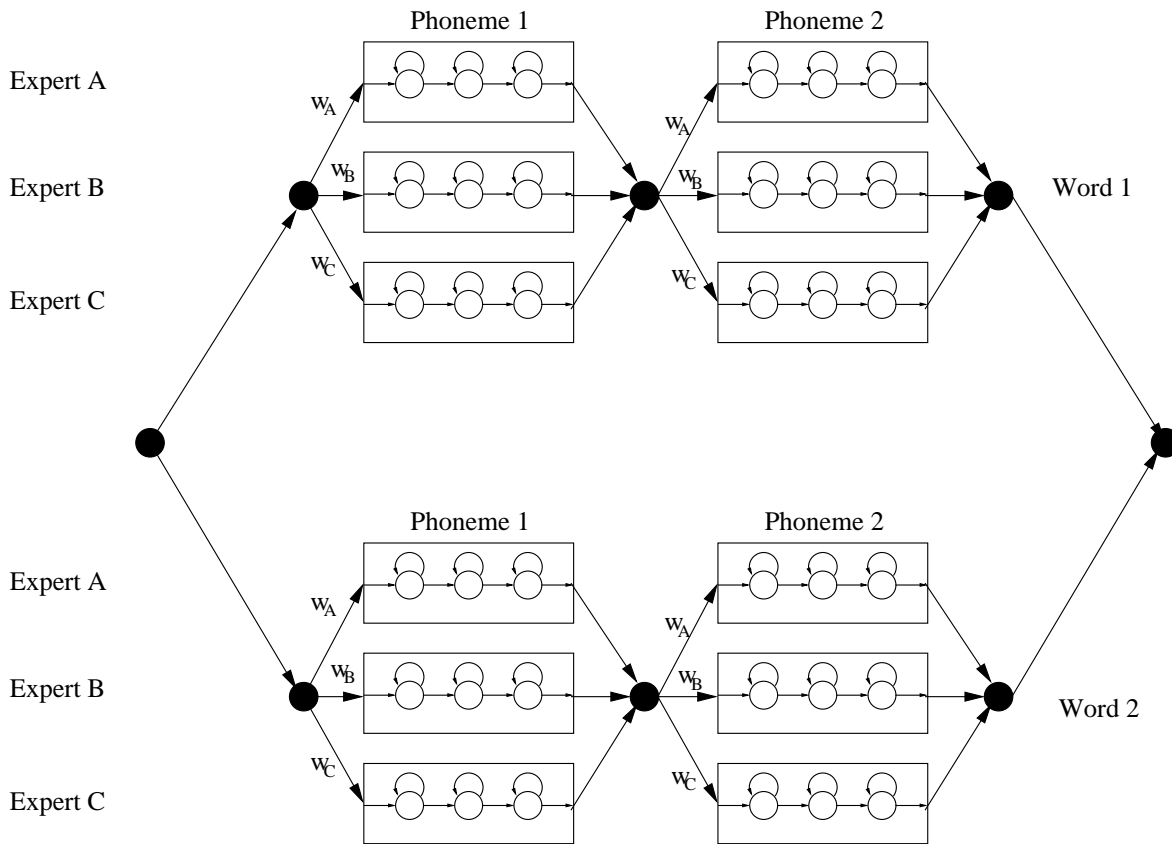 Phoneme 1
Phoneme 2
Expert A
w_A
w_A
Expert B
w_B
w_B
Word 1
w_C
w_C
Expert C
Phoneme 1
Phoneme 2
Expert A
w_A
w_A
Expert B
w_B
w_B
Word 2
w_C
w_C
Expert C